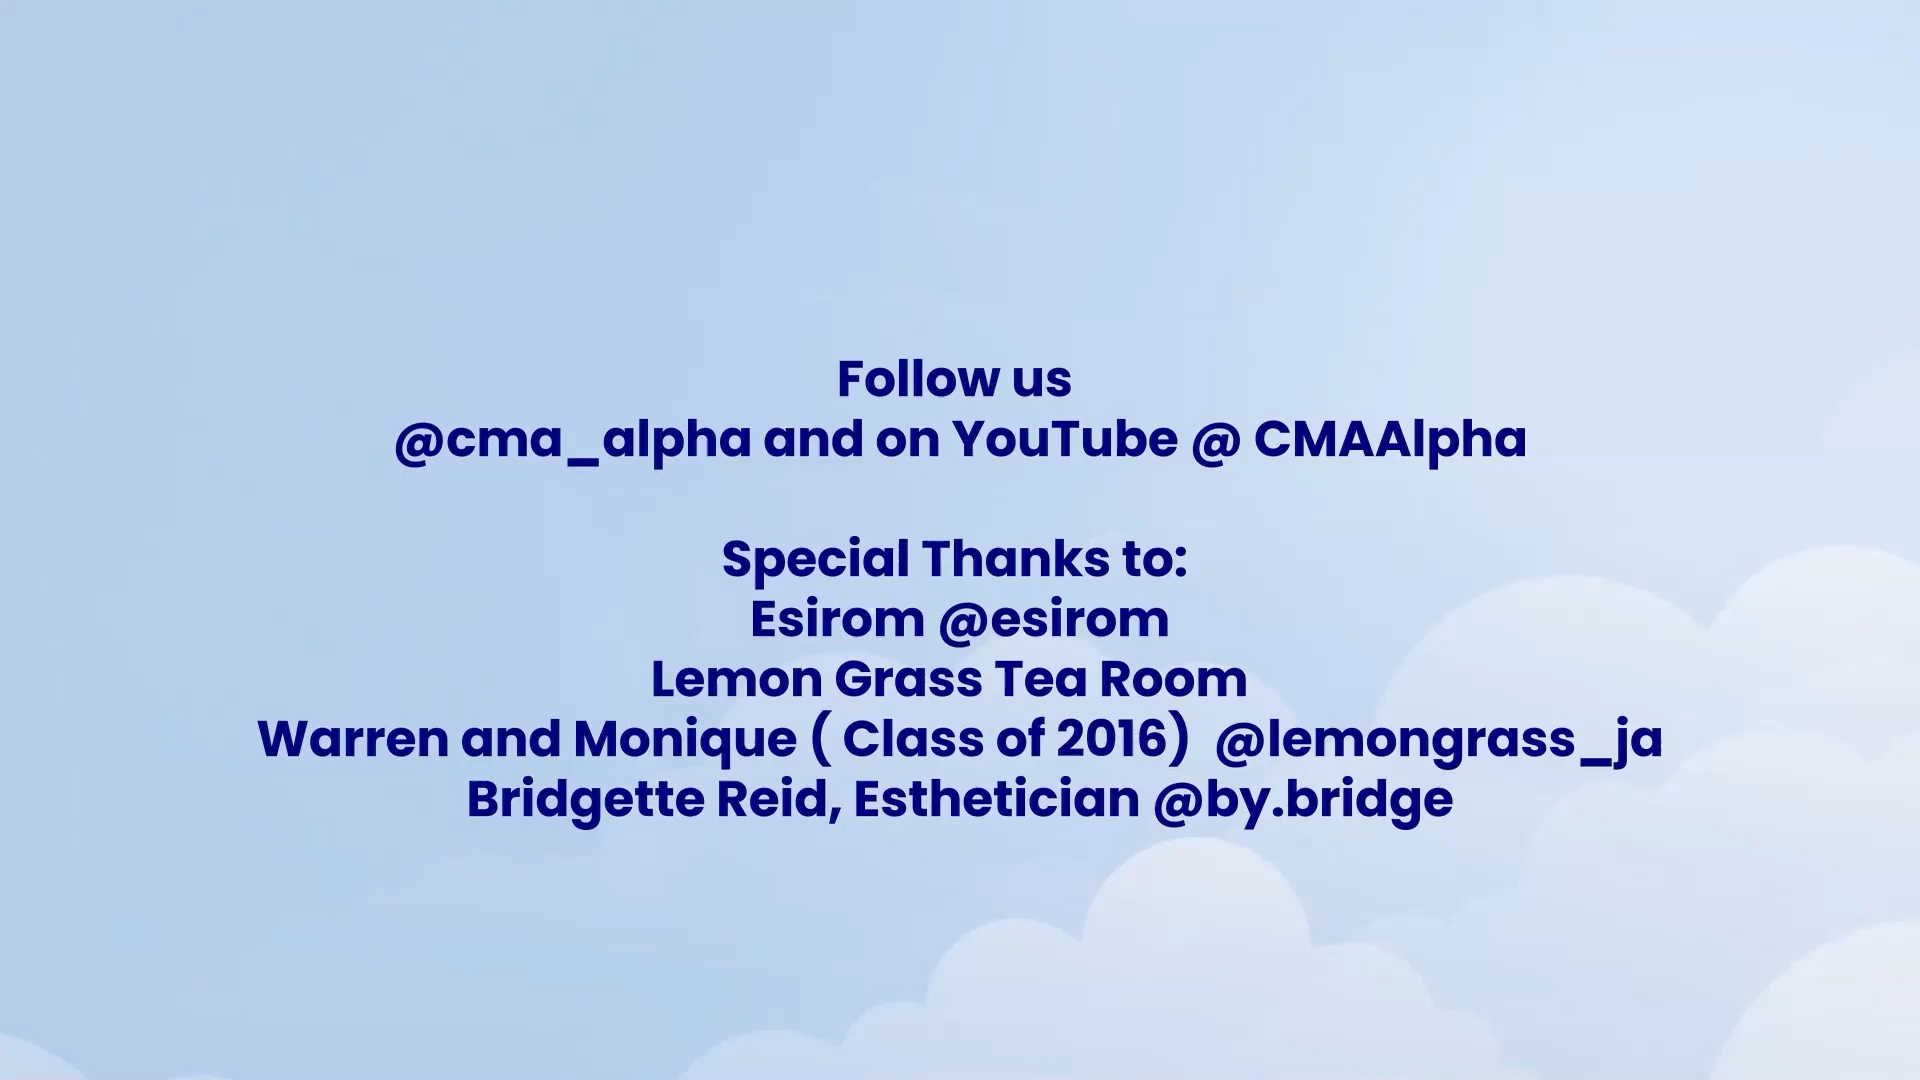 Follow us
@cma_alpha and on YouTube @ CMAAlpha
Special Thanks to:
Esirom @esirom
Lemon Grass Tea Room
Warren and Monique ( Class of 2016)  @lemongrass_ja
Bridgette Reid, Esthetician @by.bridge